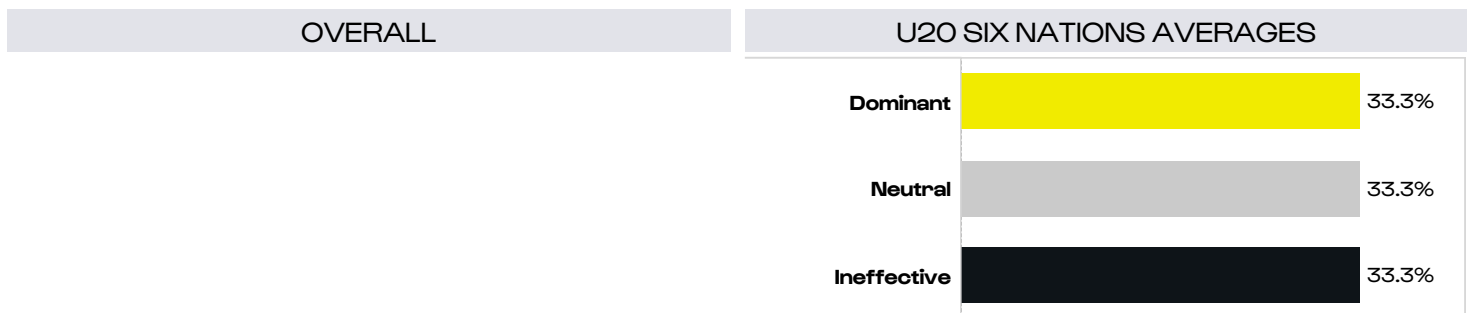 OVERALL
U20 SIX NATIONS AVERAGES
Dominant 33.3%
Neutral 33.3%
Ineffective 33.3%